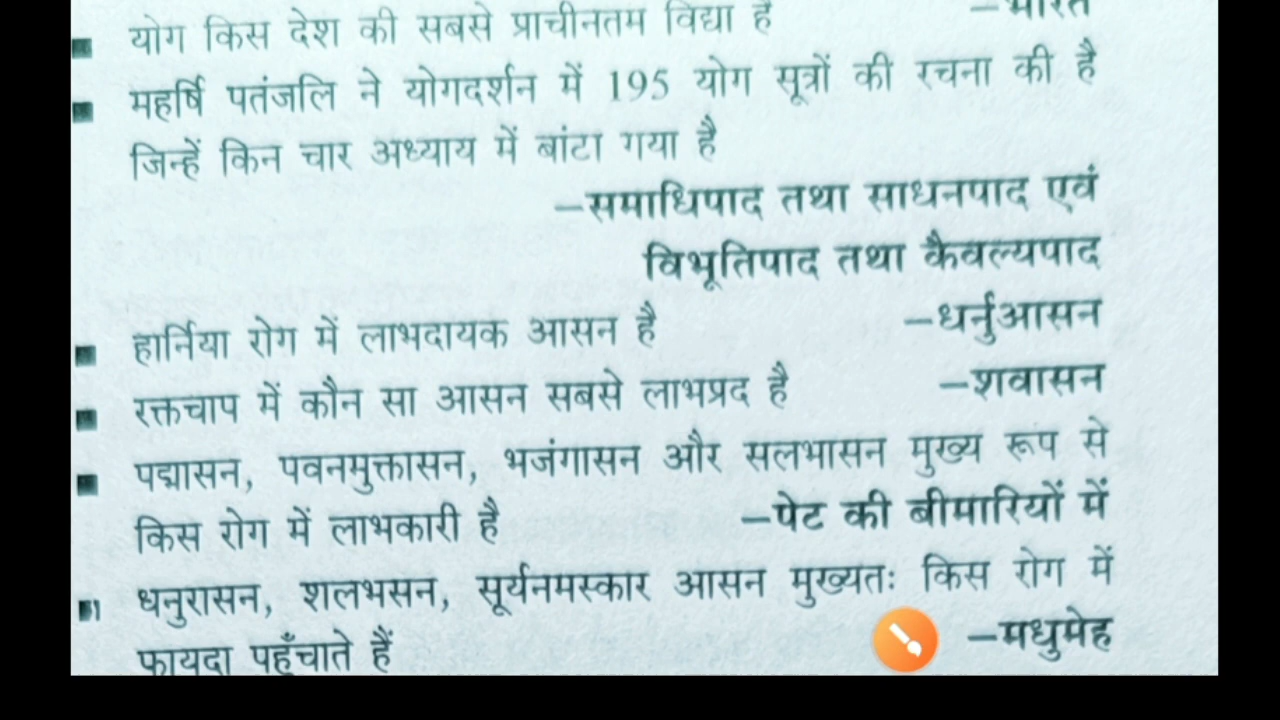 योग किस देश की सबसे प्राचीनतम विद्या है –भारत
महर्षि पतंजलि ने योगदर्शन में 195 योग सूत्रों की रचना की है
जिन्हें किन चार अध्याय में बांटा गया है
–समाधिपाद तथा साधनपाद एवं
विभूतिपाद तथा कैवल्यपाद
हार्निया रोग में लाभदायक आसन है –धर्नुआसन
रक्तचाप में कौन सा आसन सबसे लाभप्रद है –शवासन
पद्मासन, पवनमुक्तासन, भजंगासन और सलभासन मुख्य रूप से
किस रोग में लाभकारी है –पेट की बीमारियों में
धनुरासन, शलभसन, सूर्यनमस्कार आसन मुख्यतः किस रोग में
फायदा पहुँचाते हैं –मधुमेह